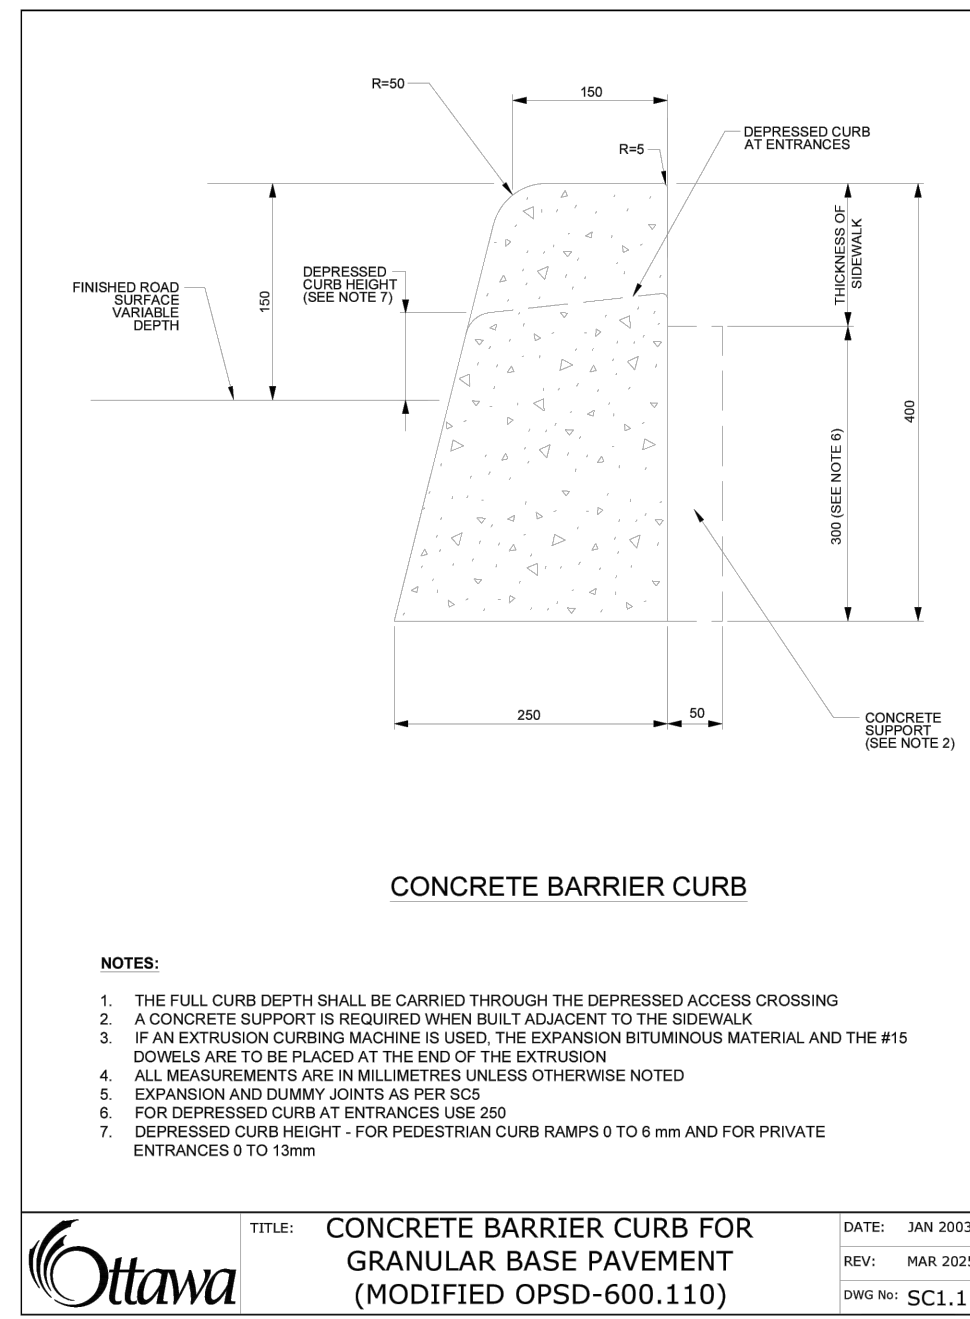 R=50
150
DEPRESSED CURB
AT ENTRANCES
R=5
THICKNESS OF
SIDEWALK
DEPRESSED
CURB HEIGHT
(SEE NOTE 7)
FINISHED ROAD
SURFACE
VARIABLE
DEPTH
150
400
300 (SEE NOTE 6)
250
50
CONCRETE
SUPPORT
(SEE NOTE 2)
CONCRETE BARRIER CURB
NOTES:
1. THE FULL CURB DEPTH SHALL BE CARRIED THROUGH THE DEPRESSED ACCESS CROSSING
2. A CONCRETE SUPPORT IS REQUIRED WHEN BUILT ADJACENT TO THE SIDEWALK
3. IF AN EXTRUSION CURBING MACHINE IS USED, THE EXPANSION BITUMINOUS MATERIAL AND THE #15
DOWELS ARE TO BE PLACED AT THE END OF THE EXTRUSION
4. ALL MEASUREMENTS ARE IN MILLIMETRES UNLESS OTHERWISE NOTED
5. EXPANSION AND DUMMY JOINTS AS PER SC5
6. FOR DEPRESSED CURB AT ENTRANCES USE 250
7. DEPRESSED CURB HEIGHT - FOR PEDESTRIAN CURB RAMPS 0 TO 6 mm AND FOR PRIVATE
ENTRANCES 0 TO 13mm
Ottawa
TITLE:
CONCRETE BARRIER CURB FOR
GRANULAR BASE PAVEMENT
(MODIFIED OPSD-600.110)
DATE: JAN 2003
REV: MAR 2025
DWG No: SC1.1